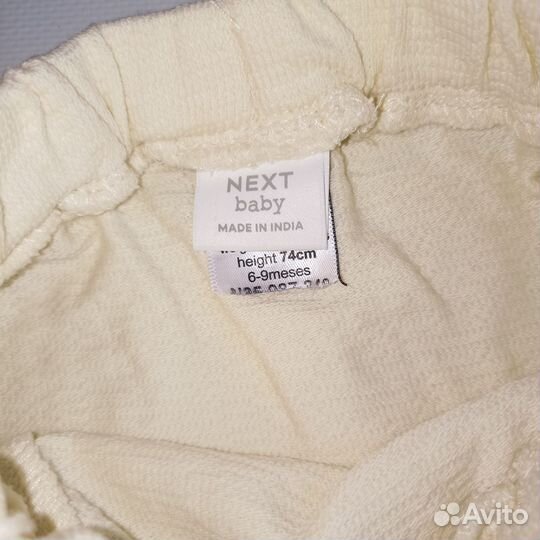 NEXT
baby
MADE IN INDIA
height 74cm
6-9meses
Avito